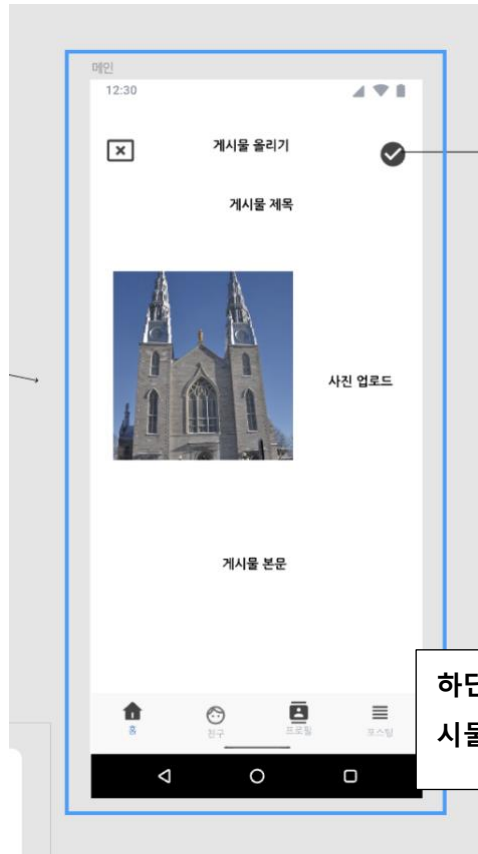 메인
12:30
게시물 올리기
게시물 제목
사진 업로드
게시물 본문
홈
친구
프로필
포스팅
하단
시물